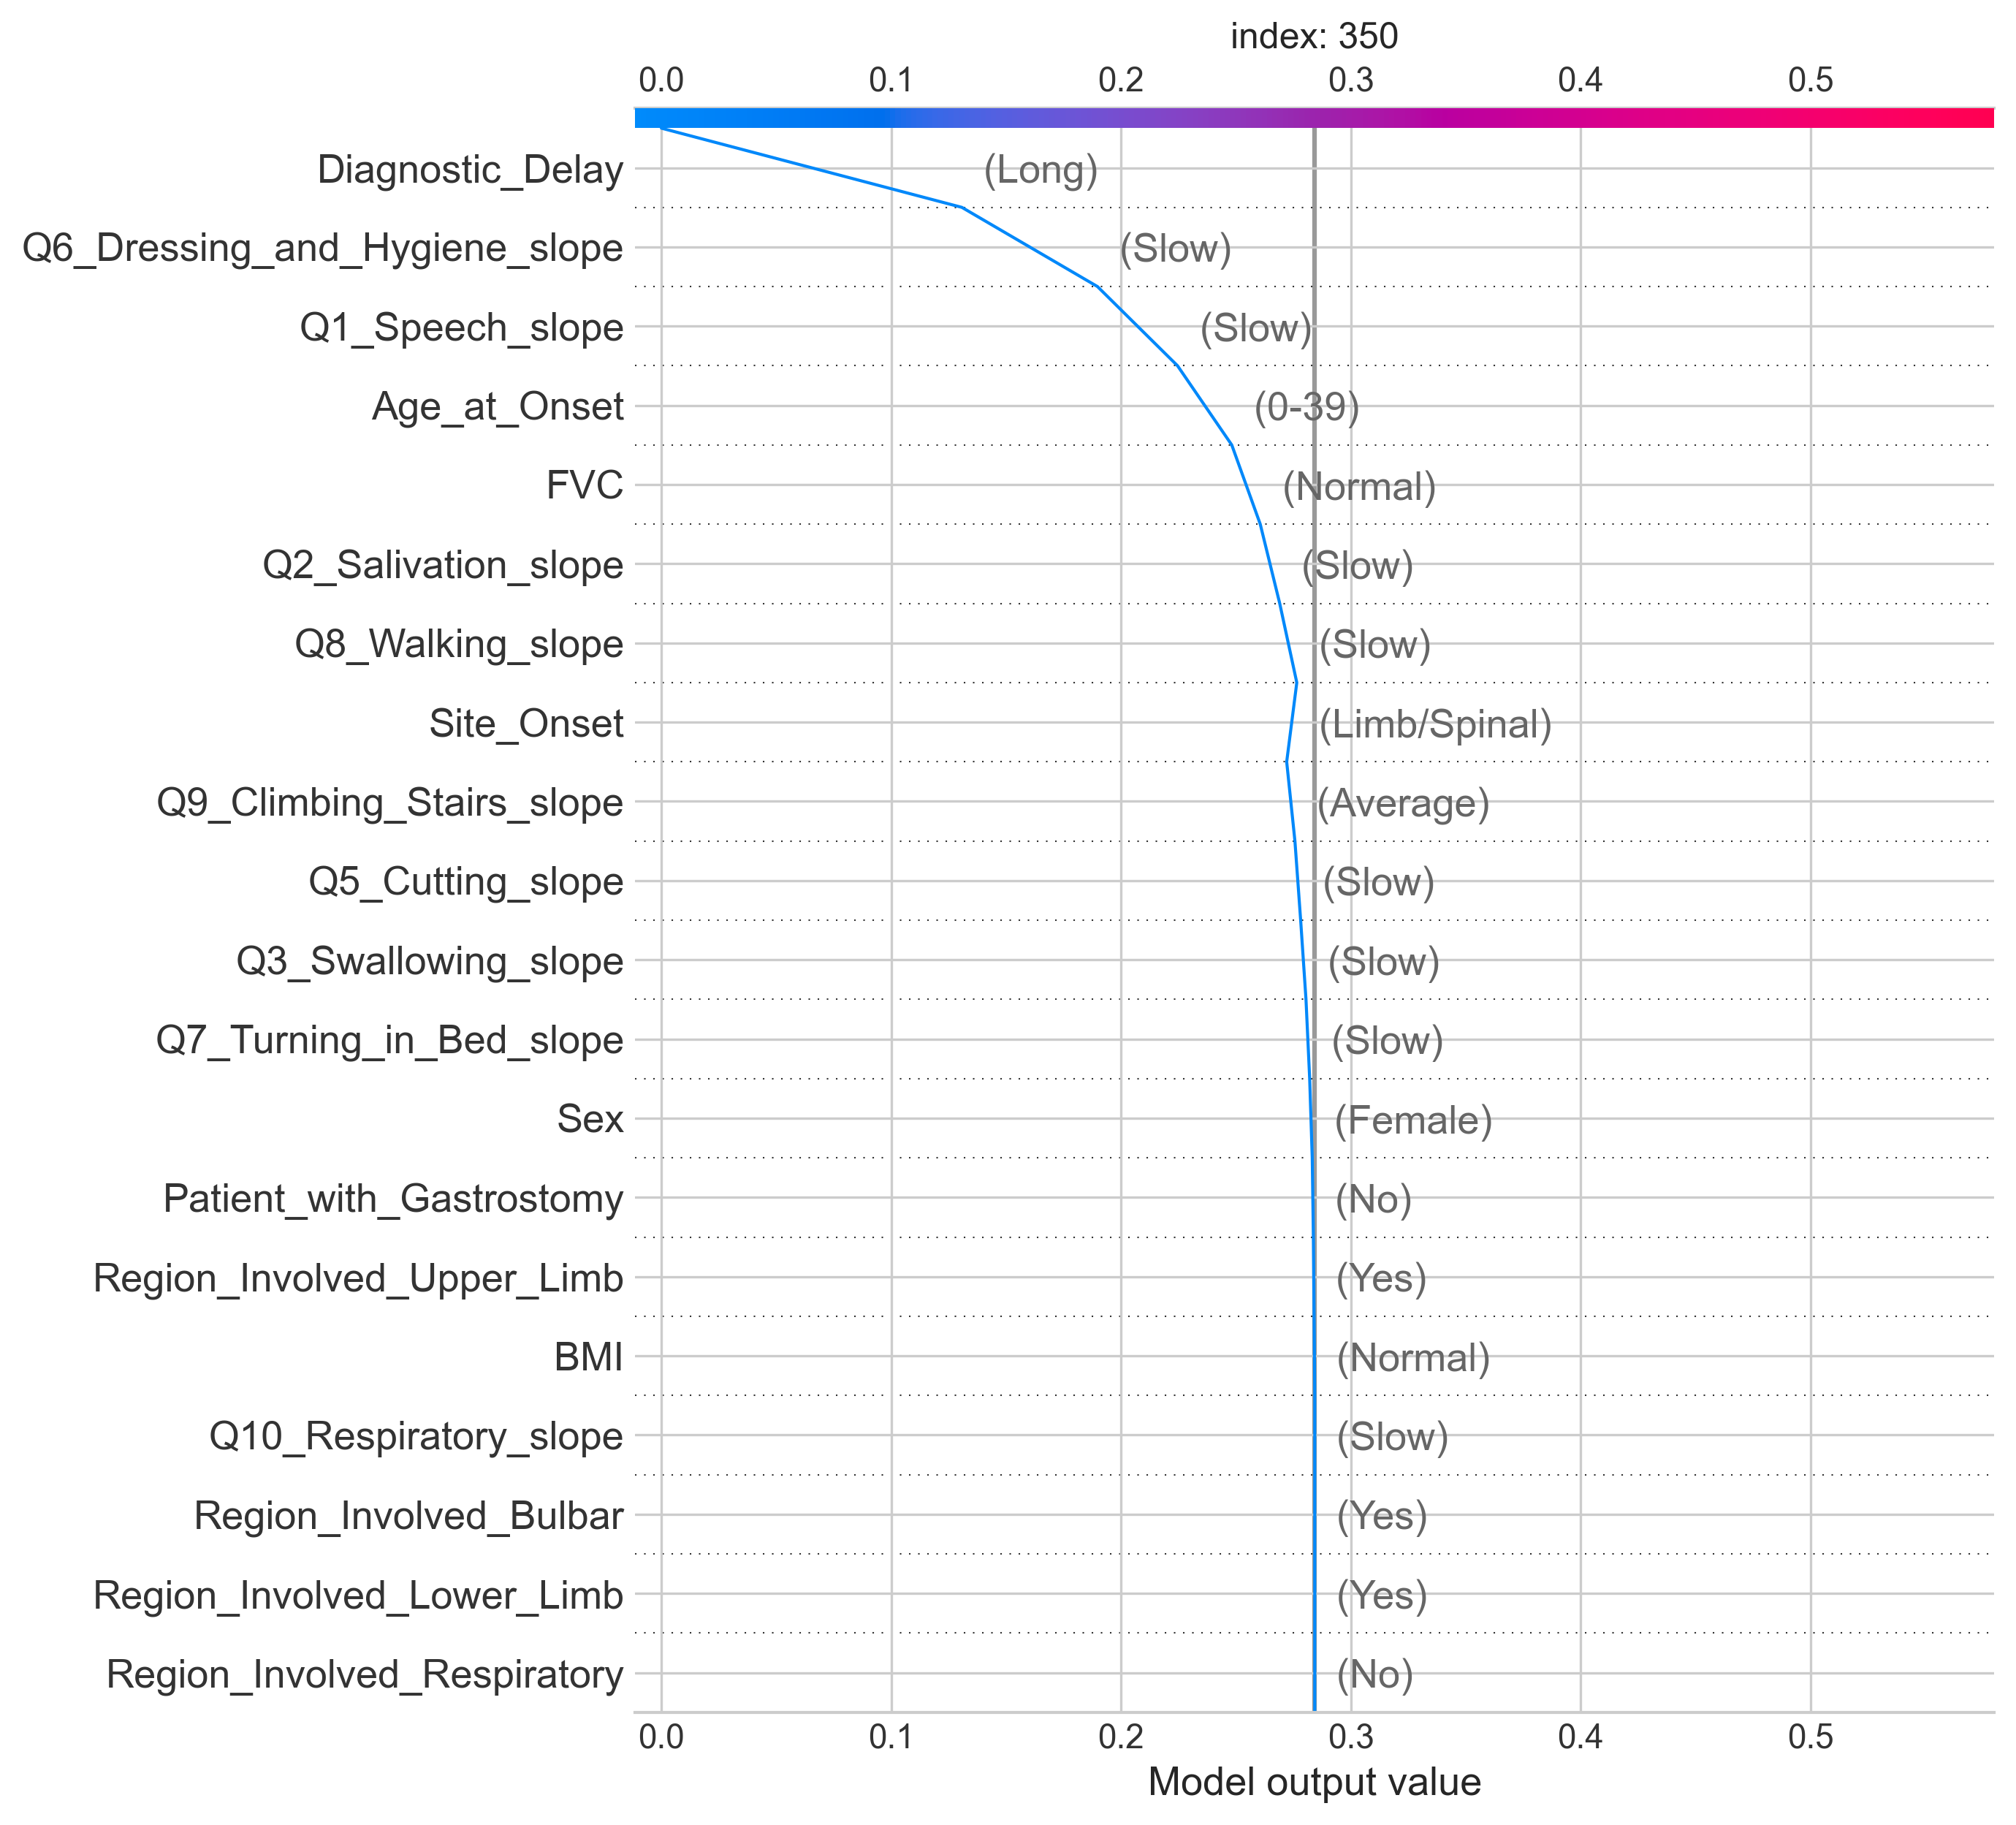 index: 350
0.0 0.1 0.2 0.3 0.4 0.5
Diagnostic_Delay (Long)
Q6_Dressing_and_Hygiene_slope (Slow)
Q1_Speech_slope (Slow)
Age_at_Onset (0-39)
FVC (Normal)
Q2_Salivation_slope (Slow)
Q8_Walking_slope (Slow)
Site_Onset (Limb/Spinal)
Q9_Climbing_Stairs_slope (Average)
Q5_Cutting_slope (Slow)
Q3_Swallowing_slope (Slow)
Q7_Turning_in_Bed_slope (Slow)
Sex (Female)
Patient_with_Gastrostomy (No)
Region_Involved_Upper_Limb (Yes)
BMI (Normal)
Q10_Respiratory_slope (Slow)
Region_Involved_Bulbar (Yes)
Region_Involved_Lower_Limb (Yes)
Region_Involved_Respiratory (No)
0.0 0.1 0.2 0.3 0.4 0.5
Model output value